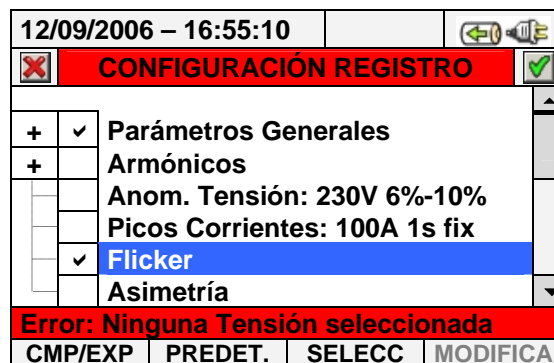 12/09/2006 – 16:55:10
CONFIGURACIÓN REGISTRO
+ Parámetros Generales
+ Armónicos
Anom. Tensión: 230V 6%-10%
Picos Corrientes: 100A 1s fix
Flicker
Asimetría
Error: Ninguna Tensión seleccionada
CMP/EXP PREDET. SELECC MODIFICA